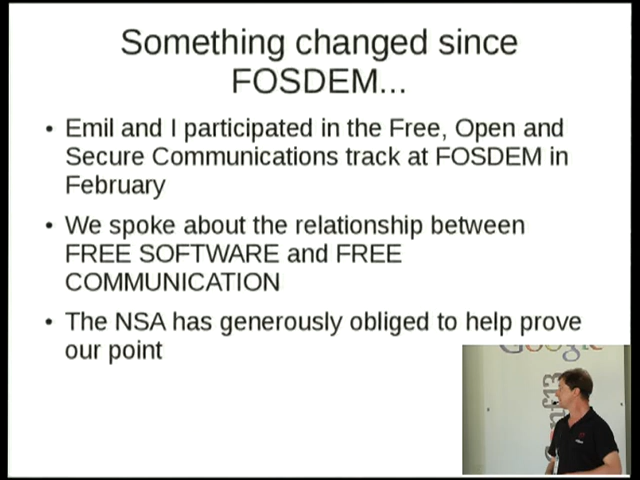 Something changed since
FOSDEM...
• Emil and I participated in the Free, Open and
Secure Communications track at FOSDEM in
February
• We spoke about the relationship between
FREE SOFTWARE and FREE
COMMUNICATION
• The NSA has generously obliged to help prove
our point
Google